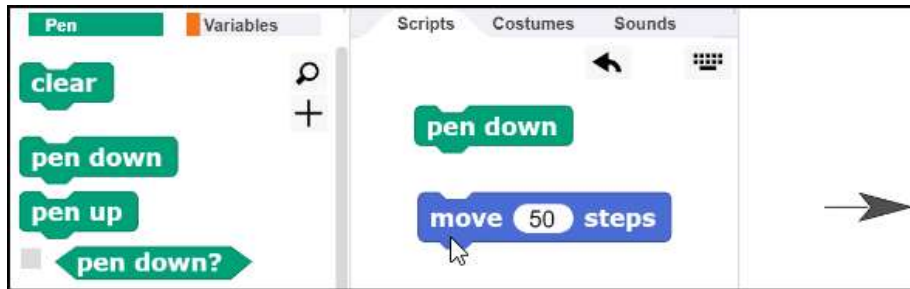 Pen Variables
clear
pen down
pen up
pen down?
Scripts Costumes Sounds
pen down
move 50 steps